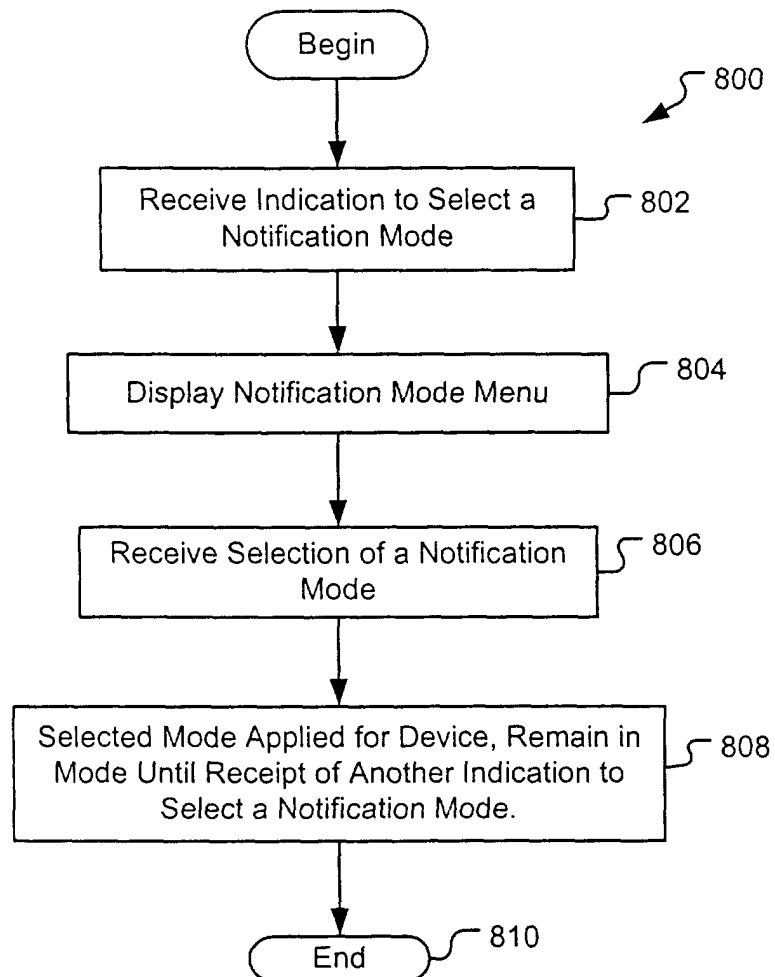 Begin
800
Receive Indication to Select a
Notification Mode
802
Display Notification Mode Menu
804
Receive Selection of a Notification
Mode
806
Selected Mode Applied for Device, Remain in
Mode Until Receipt of Another Indication to
Select a Notification Mode.
808
End
810